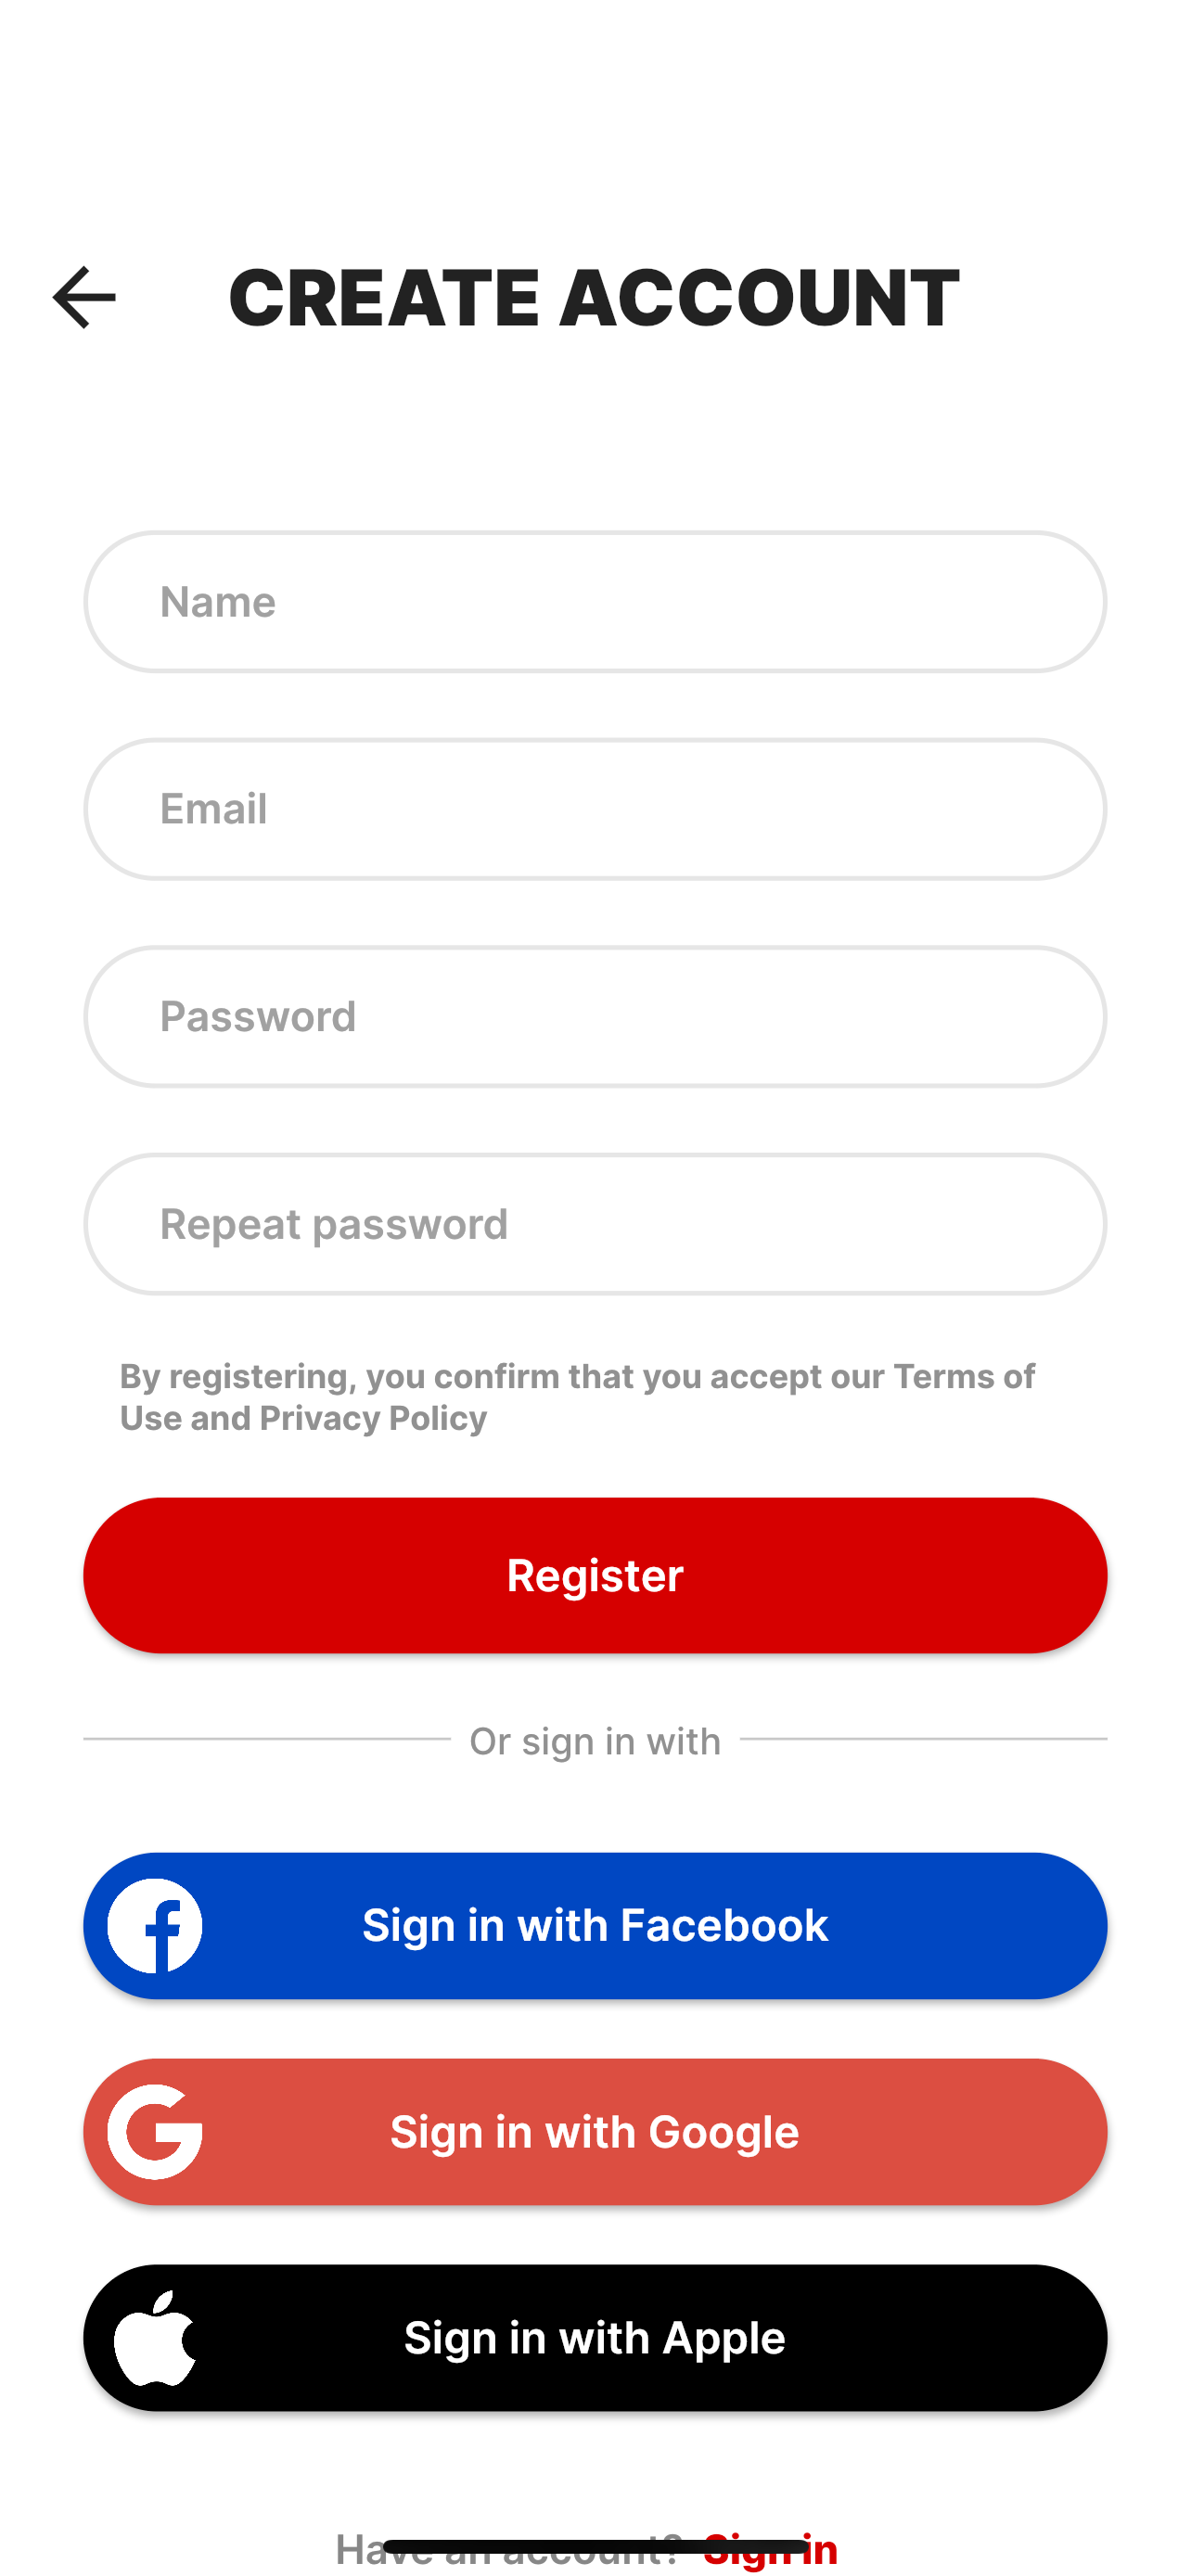 CREATE ACCOUNT
Name
Email
Password
Repeat password
By registering, you confirm that you accept our Terms of
Use and Privacy Policy
Register
Or sign in with
Sign in with Facebook
Sign in with Google
Sign in with Apple
Have an account? Sign in